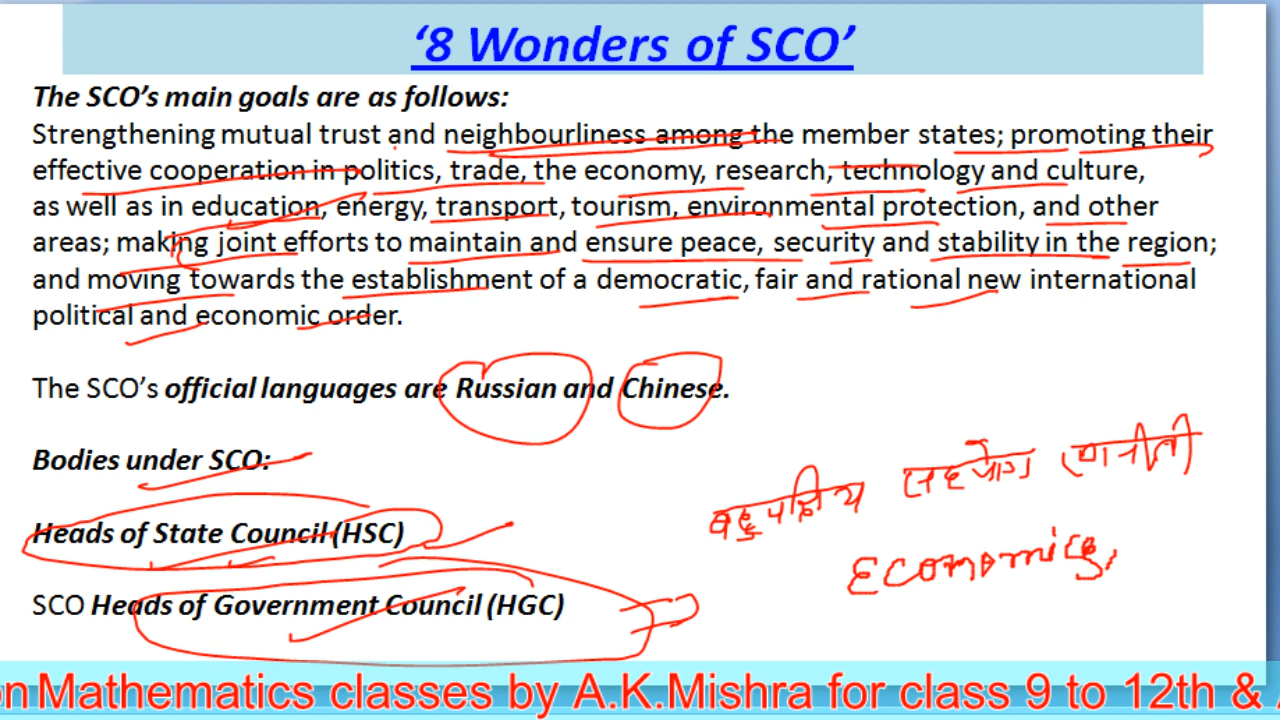 ‘8 Wonders of SCO’
The SCO’s main goals are as follows:
Strengthening mutual trust and neighbourliness among the member states; promoting their
effective cooperation in politics, trade, the economy, research, technology and culture,
as well as in education, energy, transport, tourism, environmental protection, and other
areas; making joint efforts to maintain and ensure peace, security and stability in the region;
and moving towards the establishment of a democratic, fair and rational new international
political and economic order.
The SCO’s official languages are Russian and Chinese.
Bodies under SCO:
बहुपक्षीय सहयोग
Heads of State Council (HSC)
Economics,
SCO Heads of Government Council (HGC)
on Mathematics classes by A.K.Mishra for class 9 to 12th &